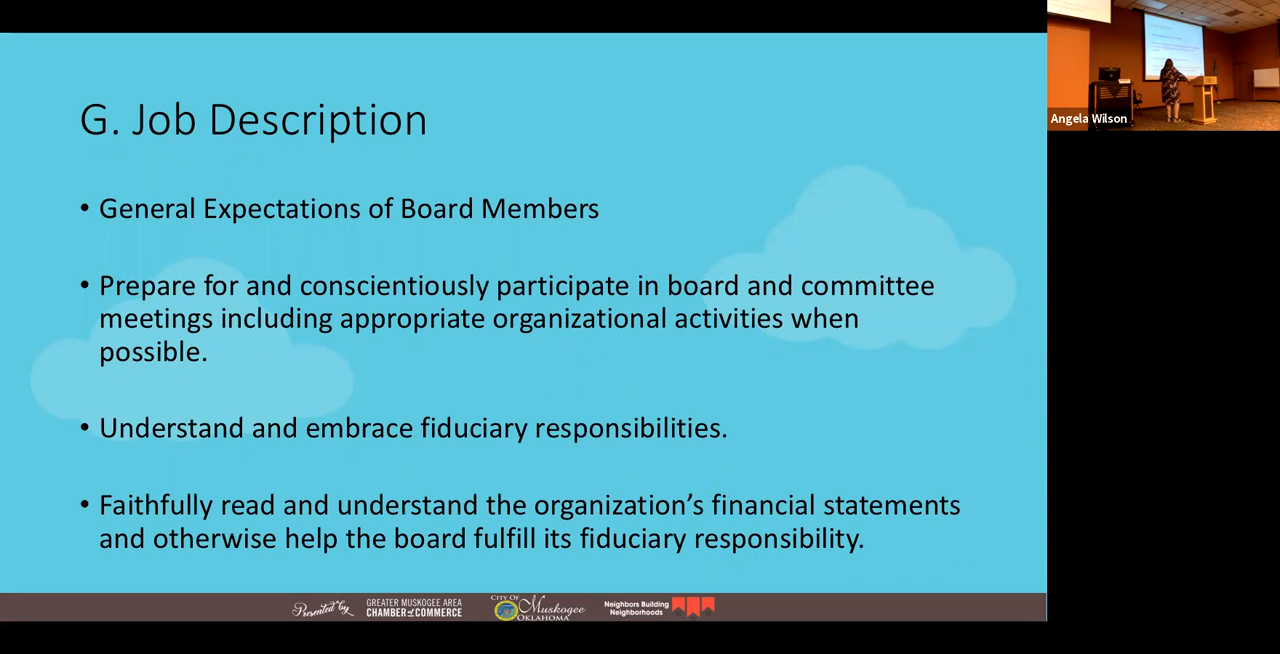 G. Job Description
• General Expectations of Board Members
• Prepare for and conscientiously participate in board and committee
meetings including appropriate organizational activities when
possible.
• Understand and embrace fiduciary responsibilities.
• Faithfully read and understand the organization’s financial statements
and otherwise help the board fulfill its fiduciary responsibility.
Presented by
GREATER MUSKOGEE AREA
CHAMBER of COMMERCE
CITY OF
Muskogee
OKLAHOMA
Neighbors Building
Neighborhoods
Angela Wilson